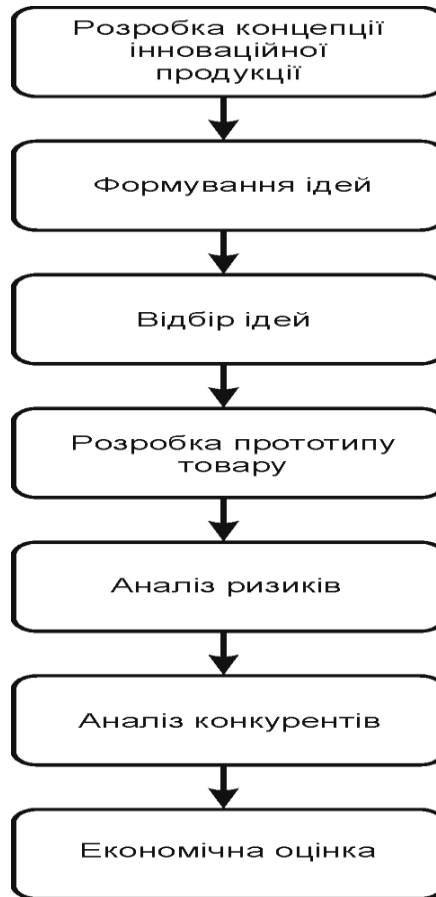 Розробка концепції
інноваційної
продукції
Формування ідей
Відбір ідей
Розробка прототипу
товару
Аналіз ризиків
Аналіз конкурентів
Економічна оцінка